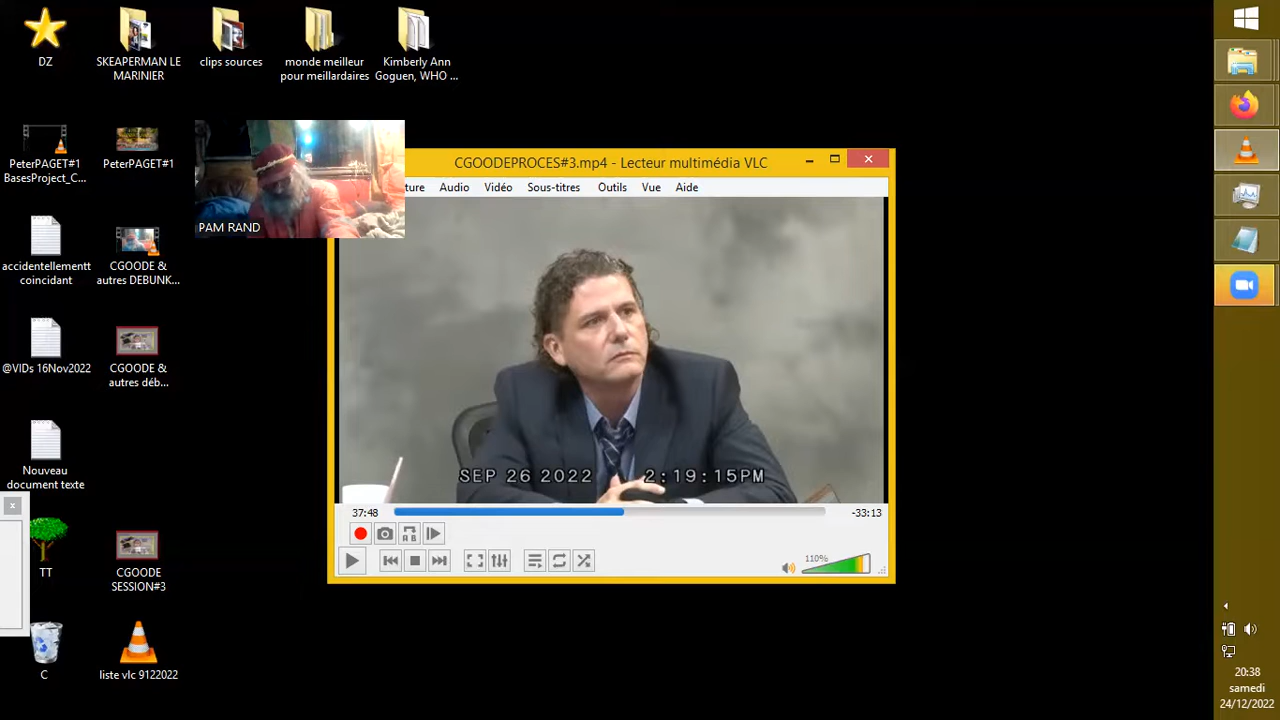 DZ
SKEAPERMAN LE
MARINIER
clips sources
monde meilleur
pour meillardaires
Kimberly Ann
Goguen, WHO ...
PeterPAGET#1
BasesProject_C...
PeterPAGET#1
PAM RAND
CGOODEPROCES#3.mp4 - Lecteur multimédia VLC
ture Audio Vidéo Sous-titres Outils Vue Aide
accidentellementt
coincidant
CGOODE &
autres DEBUNK...
@VIDs 16Nov2022
CGOODE &
autres déb...
Nouveau
document texte
SEP 26 2022 2:19:15PM
37:48 -33:13
A B
110%
x
TT
CGOODE
SESSION#3
C
liste vlc 9122022
20:38
samedi
24/12/2022